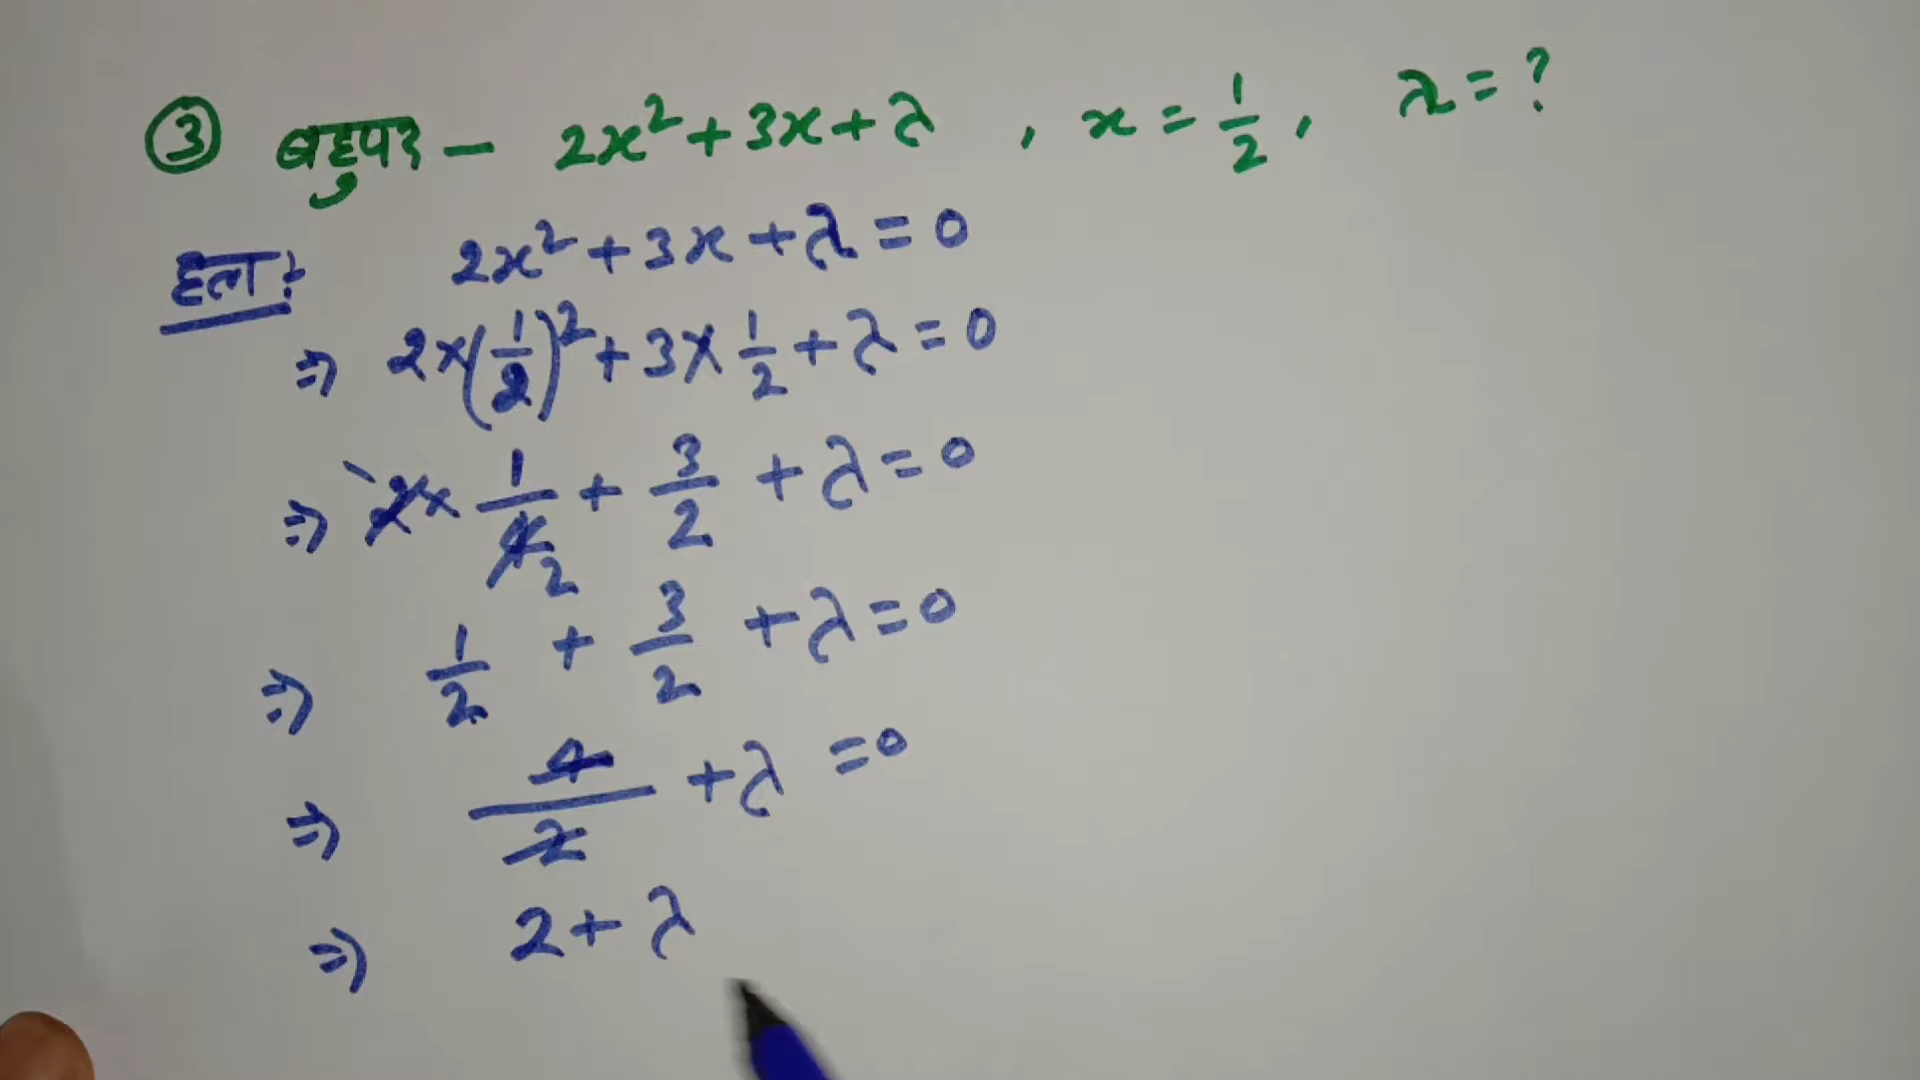 ③ बहुपद - 2x² + 3x + λ , x = 1/2 , λ = ?
हल : 2x² + 3x + λ = 0
⇒ 2×(1/2)² + 3 × 1/2 + λ = 0
⇒ 2 × 1/4 2 + 3/2 + λ = 0
⇒ 1/2 + 3/2 + λ = 0
⇒ 4/2 + λ = 0
⇒ 2 + λ